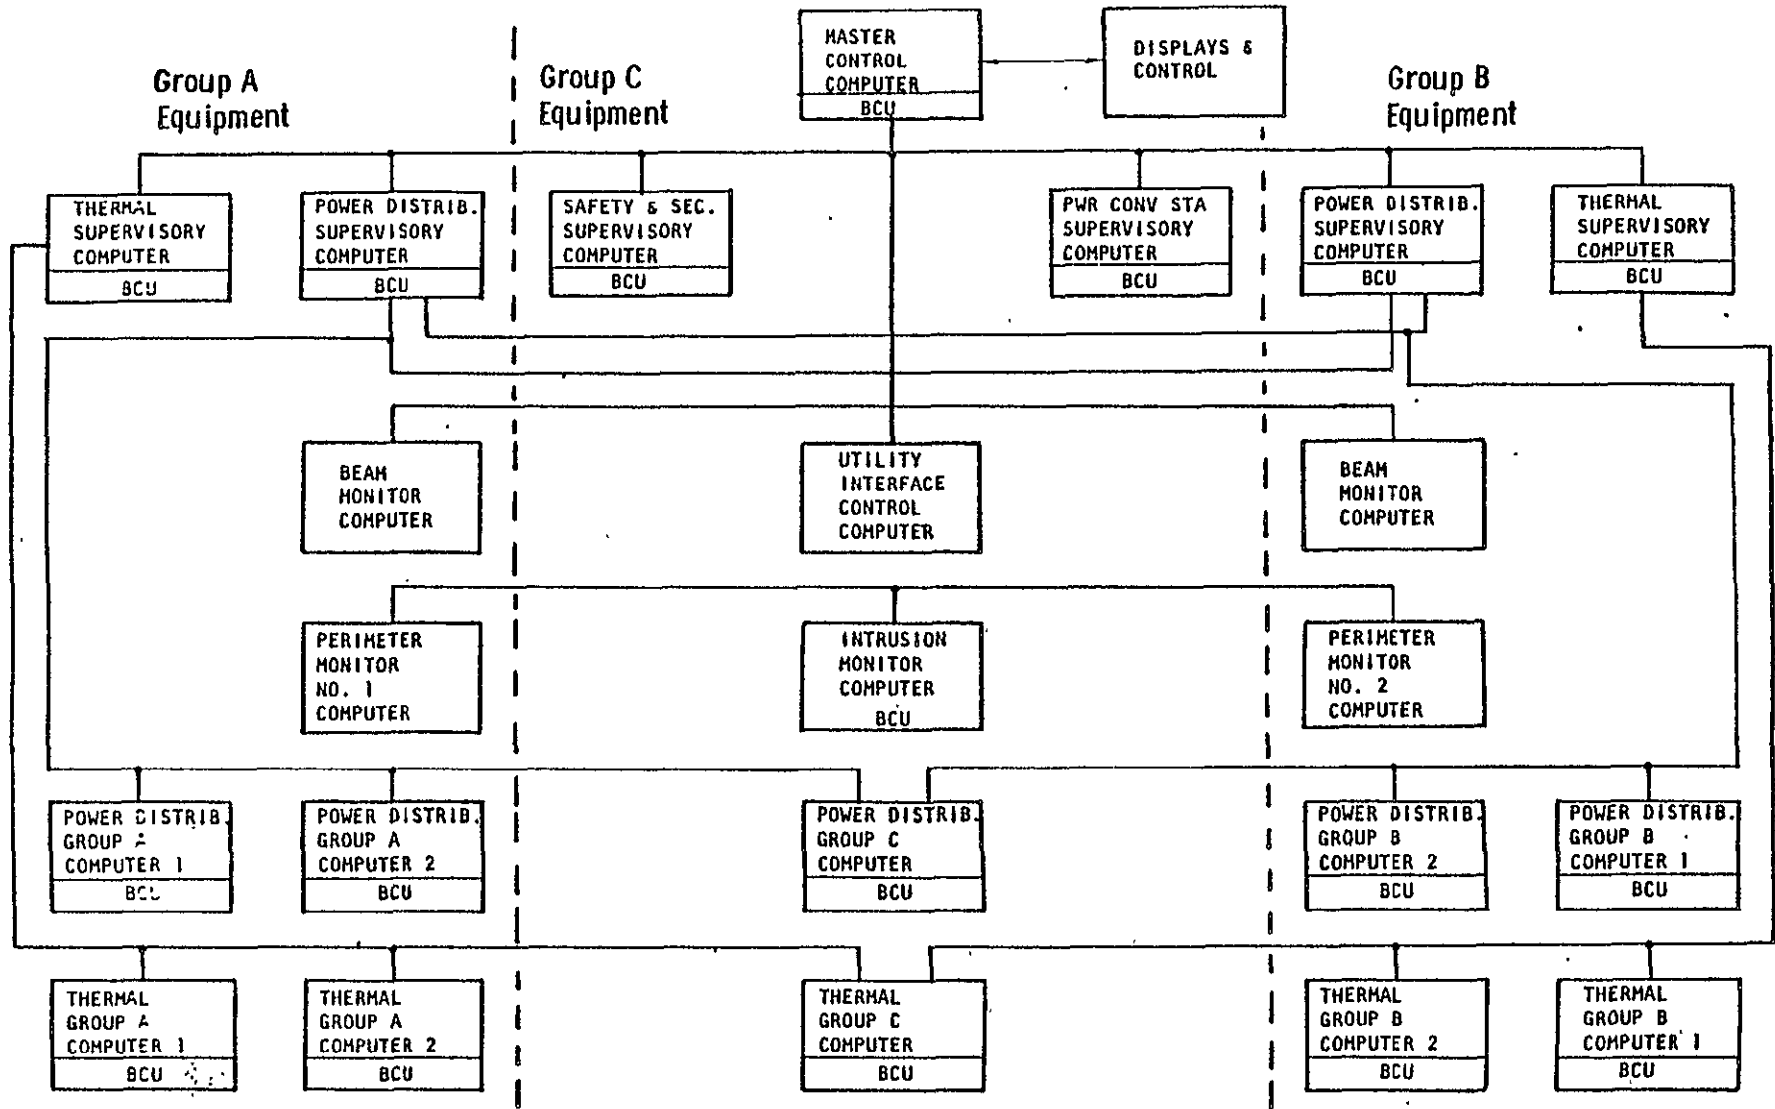 MASTER
CONTROL
COMPUTER
BCU
DISPLAYS &
CONTROL
Group A
Equipment
Group C
Equipment
Group B
Equipment
THERMAL
SUPERVISORY
COMPUTER
BCU
POWER DISTRIB.
SUPERVISORY
COMPUTER
BCU
SAFETY & SEC.
SUPERVISORY
COMPUTER
BCU
PWR CONV STA
SUPERVISORY
COMPUTER
BCU
POWER DISTRIB.
SUPERVISORY
COMPUTER
BCU
THERMAL
SUPERVISORY
COMPUTER
BCU
BEAM
MONITOR
COMPUTER
UTILITY
INTERFACE
CONTROL
COMPUTER
BEAM
MONITOR
COMPUTER
PERIMETER
MONITOR
NO. 1
COMPUTER
INTRUSION
MONITOR
COMPUTER
BCU
PERIMETER
MONITOR
NO. 2
COMPUTER
POWER DISTRIB.
GROUP A
COMPUTER 1
BCU
POWER DISTRIB.
GROUP A
COMPUTER 2
BCU
POWER DISTRIB.
GROUP C
COMPUTER
BCU
POWER DISTRIB.
GROUP B
COMPUTER 2
BCU
POWER DISTRIB.
GROUP B
COMPUTER 1
BCU
THERMAL
GROUP A
COMPUTER 1
BCU
THERMAL
GROUP A
COMPUTER 2
BCU
THERMAL
GROUP C
COMPUTER
BCU
THERMAL
GROUP B
COMPUTER 2
BCU
THERMAL
GROUP B
COMPUTER 1
BCU